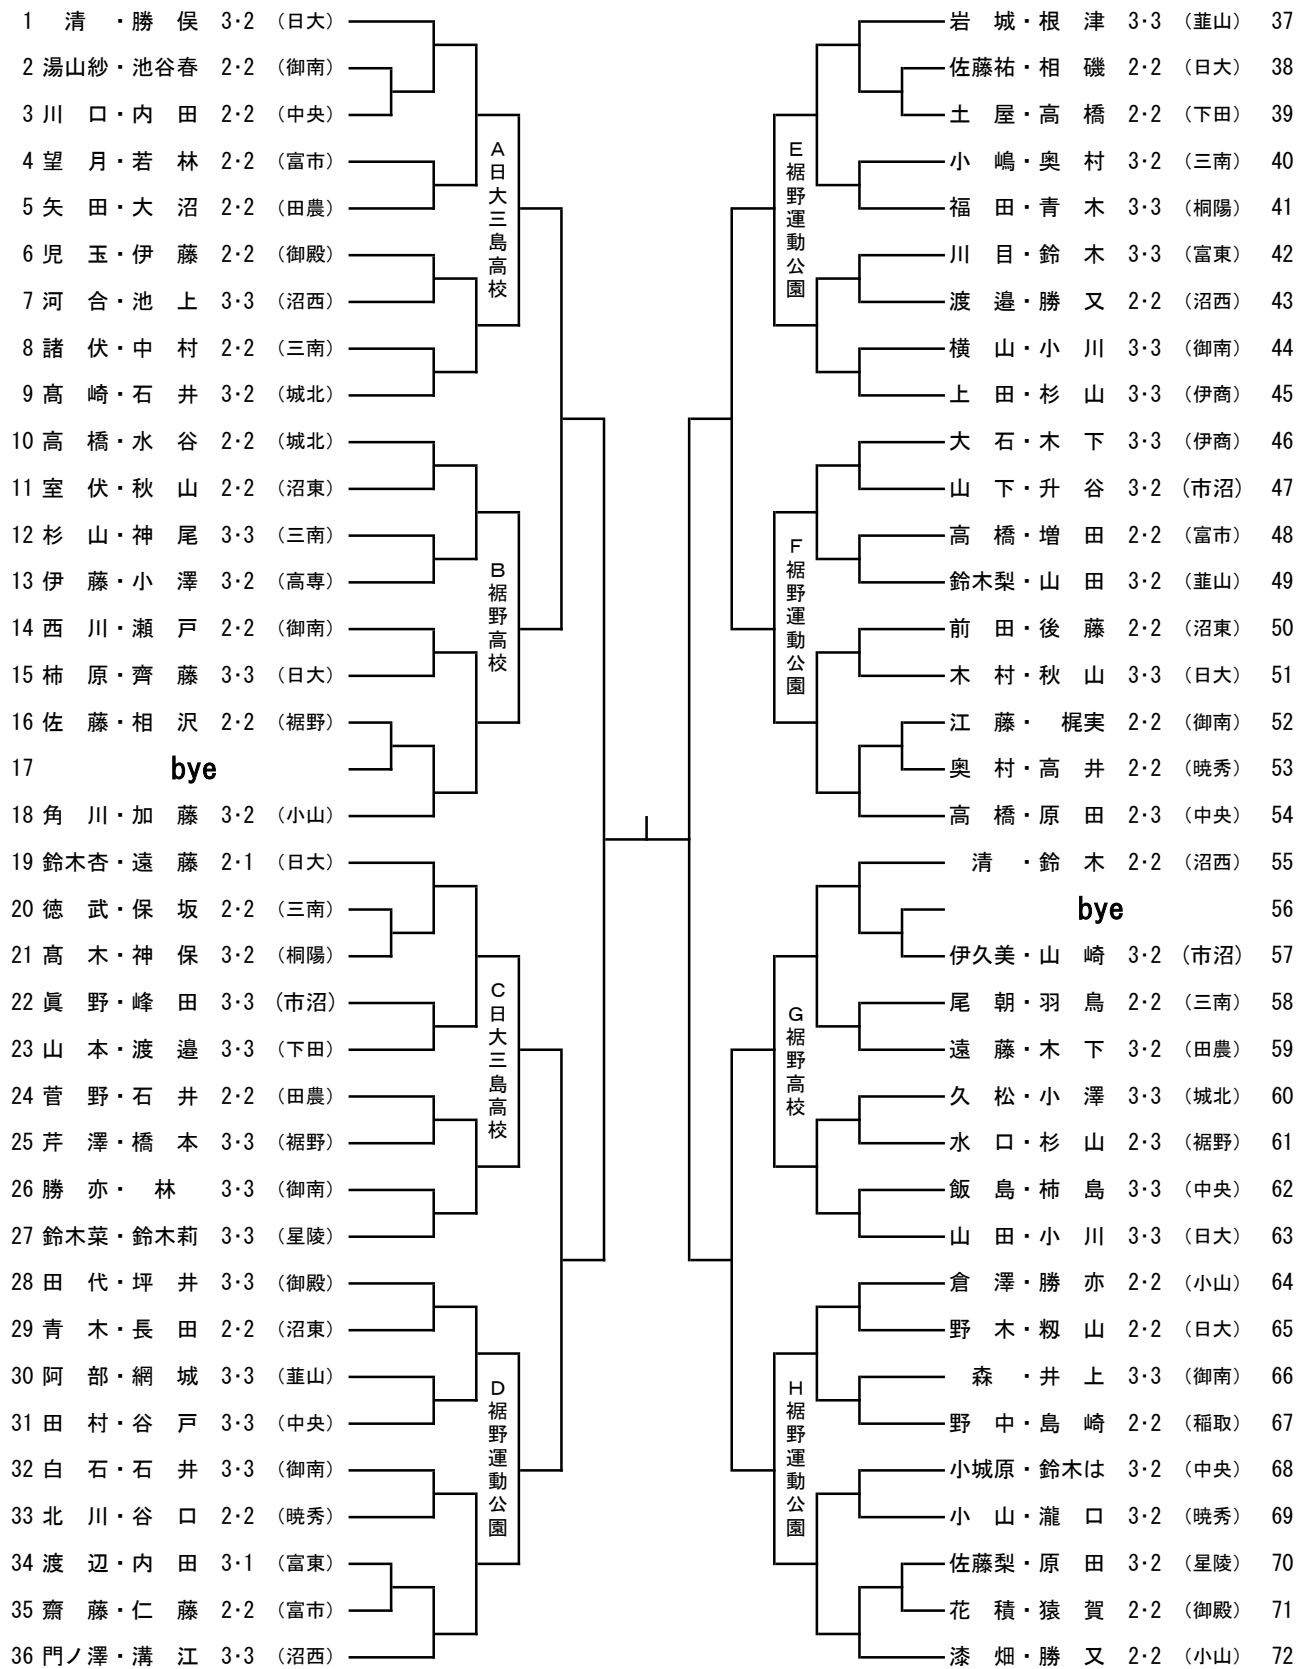 1 清 ・勝 俣 3・2 (日大)
2 湯山紗・池谷春 2・2 (御南)
3 川 口・内 田 2・2 (中央)
4 望 月・若 林 2・2 (富市)
5 矢 田・大 沼 2・2 (田農)
6 児 玉・伊 藤 2・2 (御殿)
7 河 合・池 上 3・3 (沼西)
8 諸 伏・中 村 2・2 (三南)
9 髙 崎・石 井 3・2 (城北)
A日大三島高校
10 高 橋・水 谷 2・2 (城北)
11 室 伏・秋 山 2・2 (沼東)
12 杉 山・神 尾 3・3 (三南)
13 伊 藤・小 澤 3・2 (高専)
14 西 川・瀬 戸 2・2 (御南)
15 柿 原・齊 藤 3・3 (日大)
16 佐 藤・相 沢 2・2 (裾野)
17 bye
18 角 川・加 藤 3・2 (小山)
B裾野高校
19 鈴木杏・遠 藤 2・1 (日大)
20 徳 武・保 坂 2・2 (三南)
21 髙 木・神 保 3・2 (桐陽)
22 眞 野・峰 田 3・3 (市沼)
23 山 本・渡 邉 3・3 (下田)
24 菅 野・石 井 2・2 (田農)
25 芹 澤・橋 本 3・3 (裾野)
26 勝 亦・ 林 3・3 (御南)
27 鈴木菜・鈴木莉 3・3 (星陵)
C日大三島高校
28 田 代・坪 井 3・3 (御殿)
29 青 木・長 田 2・2 (沼東)
30 阿 部・網 城 3・3 (韮山)
31 田 村・谷 戸 3・3 (中央)
32 白 石・石 井 3・3 (御南)
33 北 川・谷 口 2・2 (暁秀)
34 渡 辺・内 田 3・1 (富東)
35 齋 藤・仁 藤 2・2 (富市)
36 門ノ澤・溝 江 3・3 (沼西)
D裾野運動公園
岩 城・根 津 3・3 (韮山) 37
佐藤祐・相 磯 2・2 (日大) 38
土 屋・高 橋 2・2 (下田) 39
小 嶋・奥 村 3・2 (三南) 40
福 田・青 木 3・3 (桐陽) 41
川 目・鈴 木 3・3 (富東) 42
渡 邉・勝 又 2・2 (沼西) 43
横 山・小 川 3・3 (御南) 44
上 田・杉 山 3・3 (伊商) 45
E裾野運動公園
大 石・木 下 3・3 (伊商) 46
山 下・升 谷 3・2 (市沼) 47
高 橋・増 田 2・2 (富市) 48
鈴木梨・山 田 3・2 (韮山) 49
前 田・後 藤 2・2 (沼東) 50
木 村・秋 山 3・3 (日大) 51
江 藤・ 梶実 2・2 (御南) 52
奥 村・高 井 2・2 (暁秀) 53
高 橋・原 田 2・3 (中央) 54
F裾野運動公園
清 ・鈴 木 2・2 (沼西) 55
bye 56
伊久美・山 崎 3・2 (市沼) 57
尾 朝・羽 鳥 2・2 (三南) 58
遠 藤・木 下 3・2 (田農) 59
久 松・小 澤 3・3 (城北) 60
水 口・杉 山 2・3 (裾野) 61
飯 島・柿 島 3・3 (中央) 62
山 田・小 川 3・3 (日大) 63
G裾野高校
倉 澤・勝 亦 2・2 (小山) 64
野 木・籾 山 2・2 (日大) 65
森 ・井 上 3・3 (御南) 66
野 中・島 崎 2・2 (稲取) 67
小城原・鈴木は 3・2 (中央) 68
小 山・瀧 口 3・2 (暁秀) 69
佐藤梨・原 田 3・2 (星陵) 70
花 積・猿 賀 2・2 (御殿) 71
漆 畑・勝 又 2・2 (小山) 72
H裾野運動公園